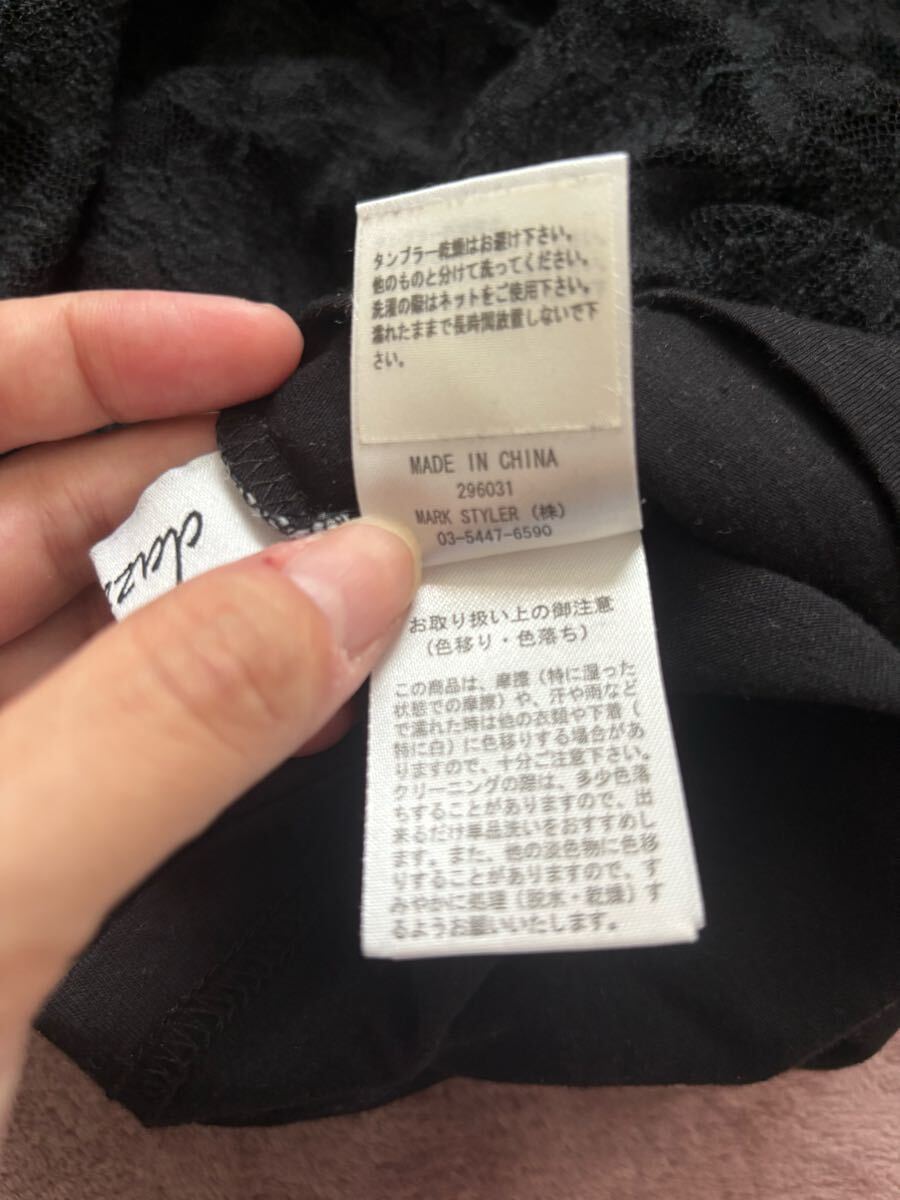 タンブラー乾燥はお避け下さい。
他のものと分けて洗ってください。
洗濯の際はネットをご使用下さい。
濡れたままで長時間放置しないで下
さい。
MADE IN CHINA
296031
MARK STYLER (株)
03-5447-6590
お取り扱い上の御注意
(色移り・色落ち)
この商品は、摩擦(特に湿った
状態での摩擦)や、汗や雨など
で濡れた時は他の衣類や下着(
特に白)に色移りする場合があ
りますので、十分ご注意下さい。
クリーニングの際は、多少色落
ちすることがありますので、出
来るだけ単品洗いをおすすめし
ます。また、他の淡色物に色移
りすることがありますので、す
みやかに処理(脱水・乾燥)す
るようお願いいたします。